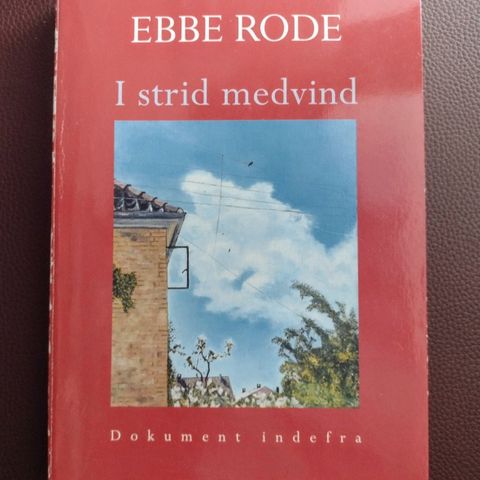 EBBE RODE
I strid medvind
Dokument indefra